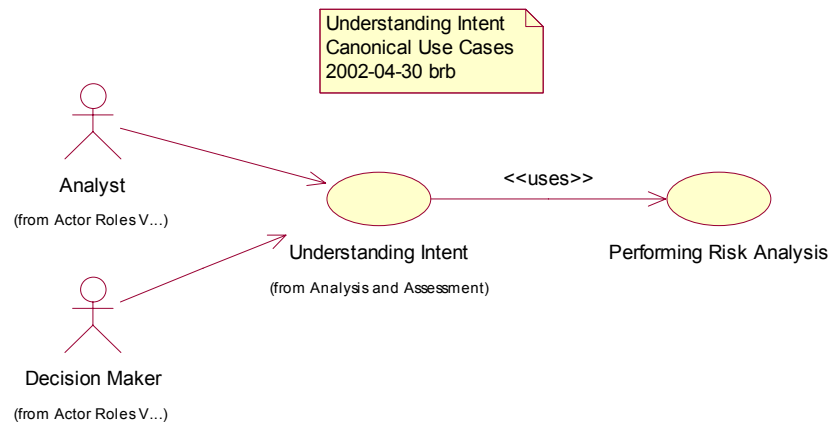 Understanding Intent
Canonical Use Cases
2002-04-30 brb
Analyst
(from Actor Roles V...)
<<uses>>
Understanding Intent
(from Analysis and Assessment)
Performing Risk Analysis
Decision Maker
(from Actor Roles V...)